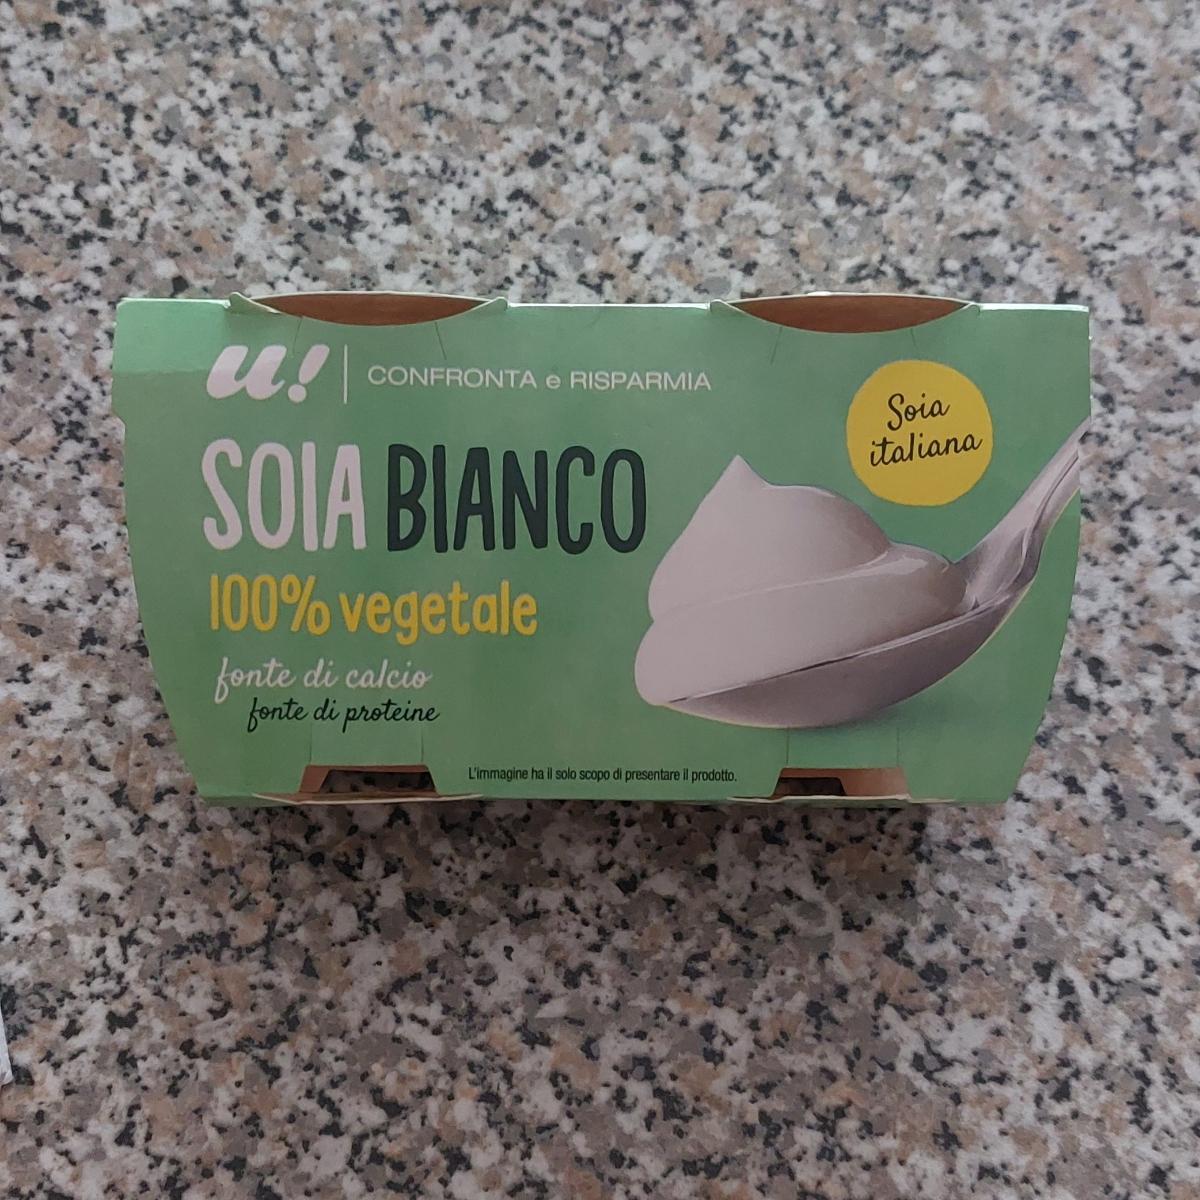 u! CONFRONTA e RISPARMIA
Soia
italiana
SOIA BIANCO
100% vegetale
fonte di calcio
fonte di proteine
L'immagine ha il solo scopo di presentare il prodotto.